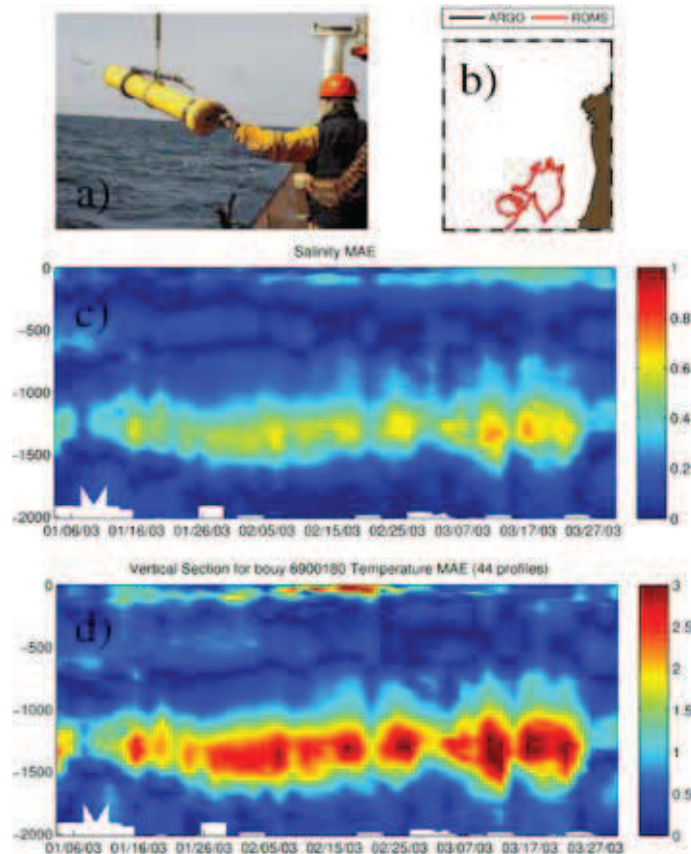 ARGO ROMS
a)
b)
Salinity MAE
c)
0
−500
−1000
−1500
−2000
01/06/03 01/16/03 01/26/03 02/05/03 02/15/03 02/25/03 03/07/03 03/17/03 03/27/03
1
0.8
0.6
0.4
0.2
0
Vertical Section for bouy 6900180 Temperature MAE (44 profiles)
d)
0
−500
−1000
−1500
−2000
01/06/03 01/16/03 01/26/03 02/05/03 02/15/03 02/25/03 03/07/03 03/17/03 03/27/03
3
2.5
2
1.5
1
0.5
0